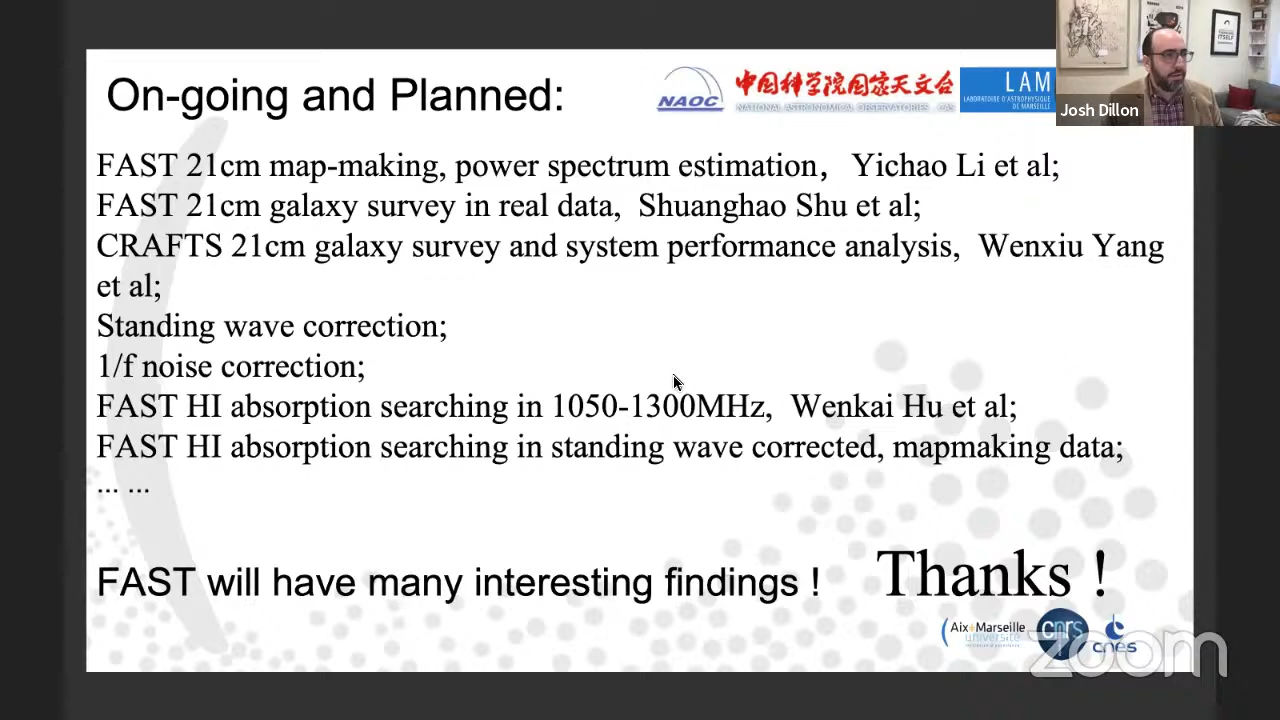 On-going and Planned:
NAOC
中国科学院国家天文台
NATIONAL ASTRONOMICAL OBSERVATORIES, CAS
LAM
LABORATOIRE D'ASTROPHYSIQUE
DE MARSEILLE
Josh Dillon
FAST 21cm map-making, power spectrum estimation, Yichao Li et al;
FAST 21cm galaxy survey in real data, Shuanghao Shu et al;
CRAFTS 21cm galaxy survey and system performance analysis, Wenxiu Yang
et al;
Standing wave correction;
1/f noise correction;
FAST HI absorption searching in 1050-1300MHz, Wenkai Hu et al;
FAST HI absorption searching in standing wave corrected, mapmaking data;
... ...
FAST will have many interesting findings !
Thanks !
Aix+Marseille
université
cnrs
cnes
zoom